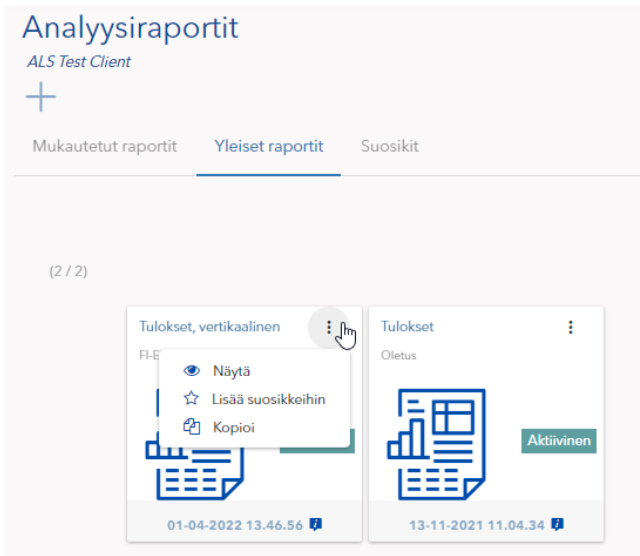 Analyysiraportit
ALS Test Client
Mukautetut raportit Yleiset raportit Suosikit
(2 / 2)
Tulokset, vertikaalinen Tulokset
Oletus
Näytä
Lisää suosikkeihin
Kopioi
Aktiivinen
01-04-2022 13.46.56 13-11-2021 11.04.34